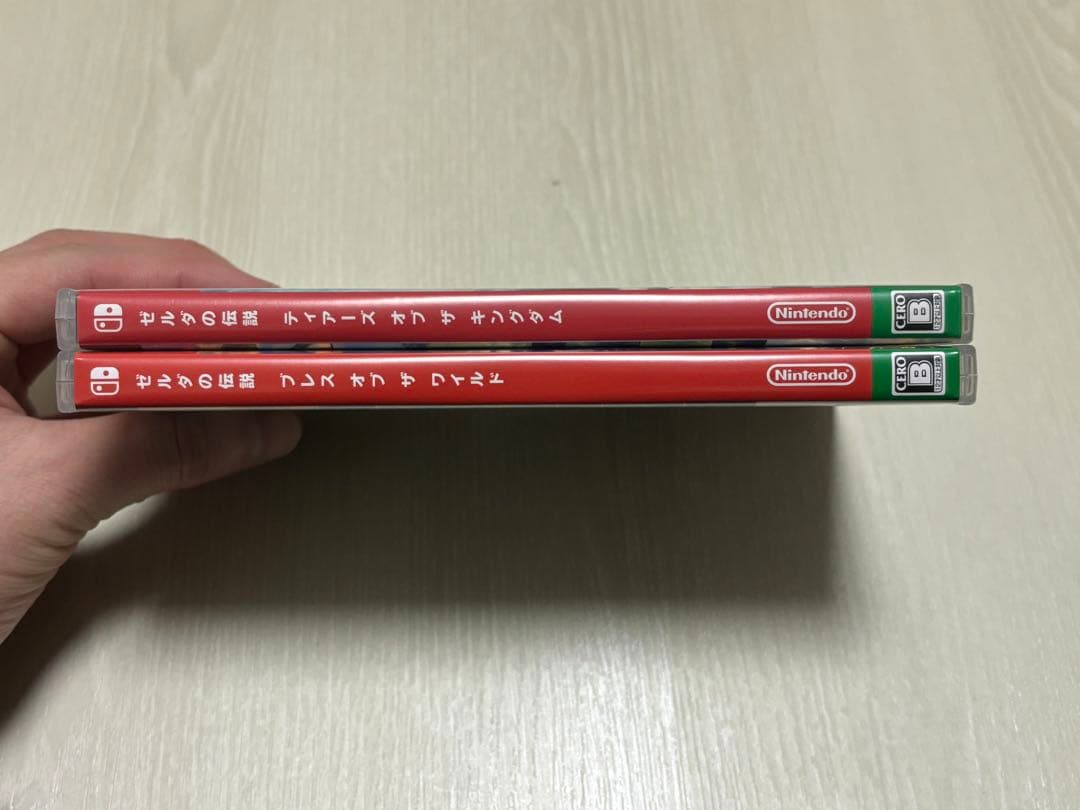 ゼルダの伝説 ティアーズ オブ ザ キングダム Nintendo CERO B
ゼルダの伝説 ブレス オブ ザ ワイルド Nintendo CERO B